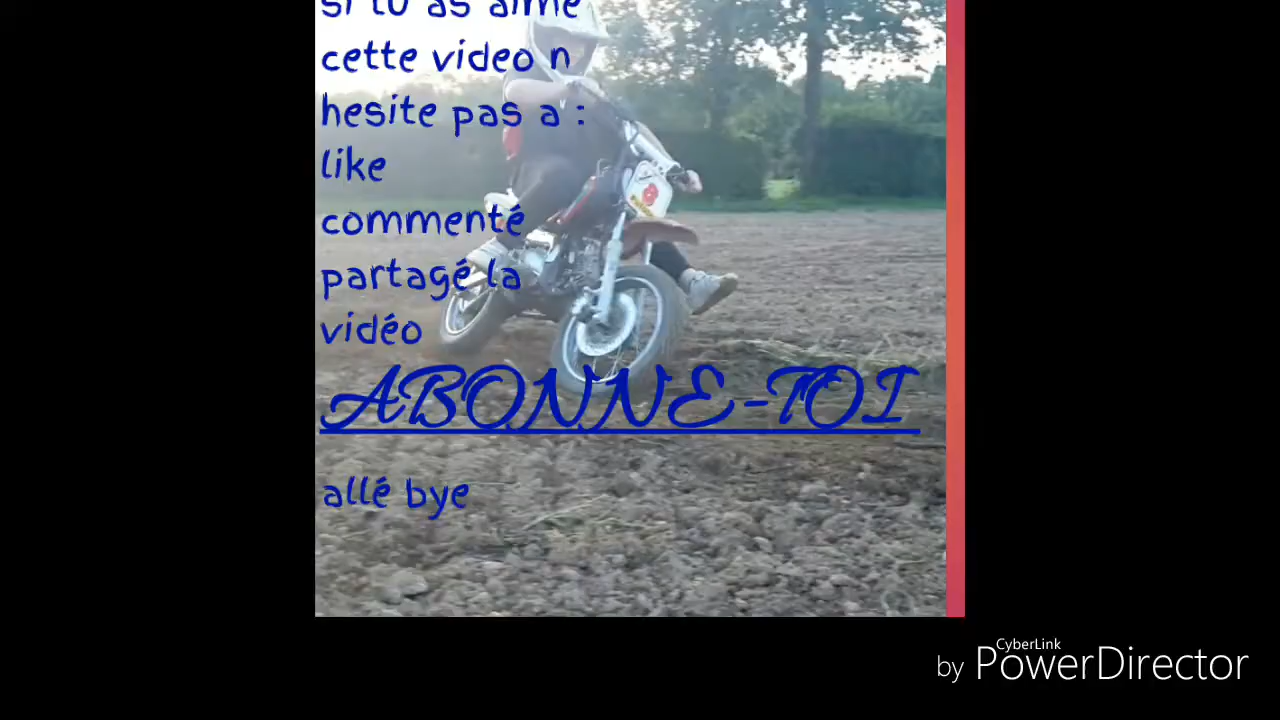 si tu as aimé
cette video n
hesite pas a :
like
commenté
partagé la
vidéo
ABONNE-TOI
allé bye
CyberLink
by PowerDirector